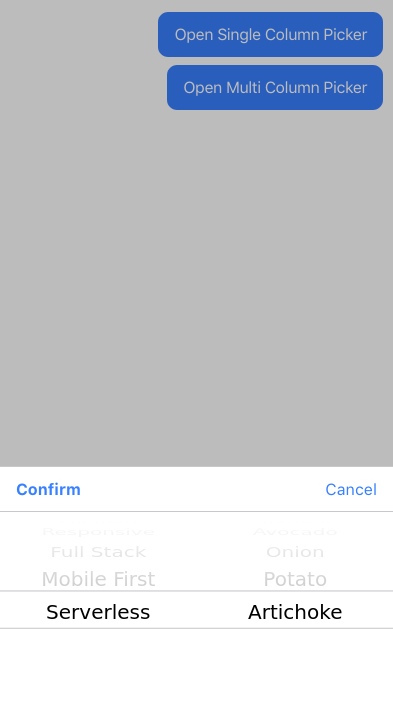 Open Single Column Picker
Open Multi Column Picker
Confirm Cancel
Responsive Avocado
Full Stack Onion
Mobile First Potato
Serverless Artichoke